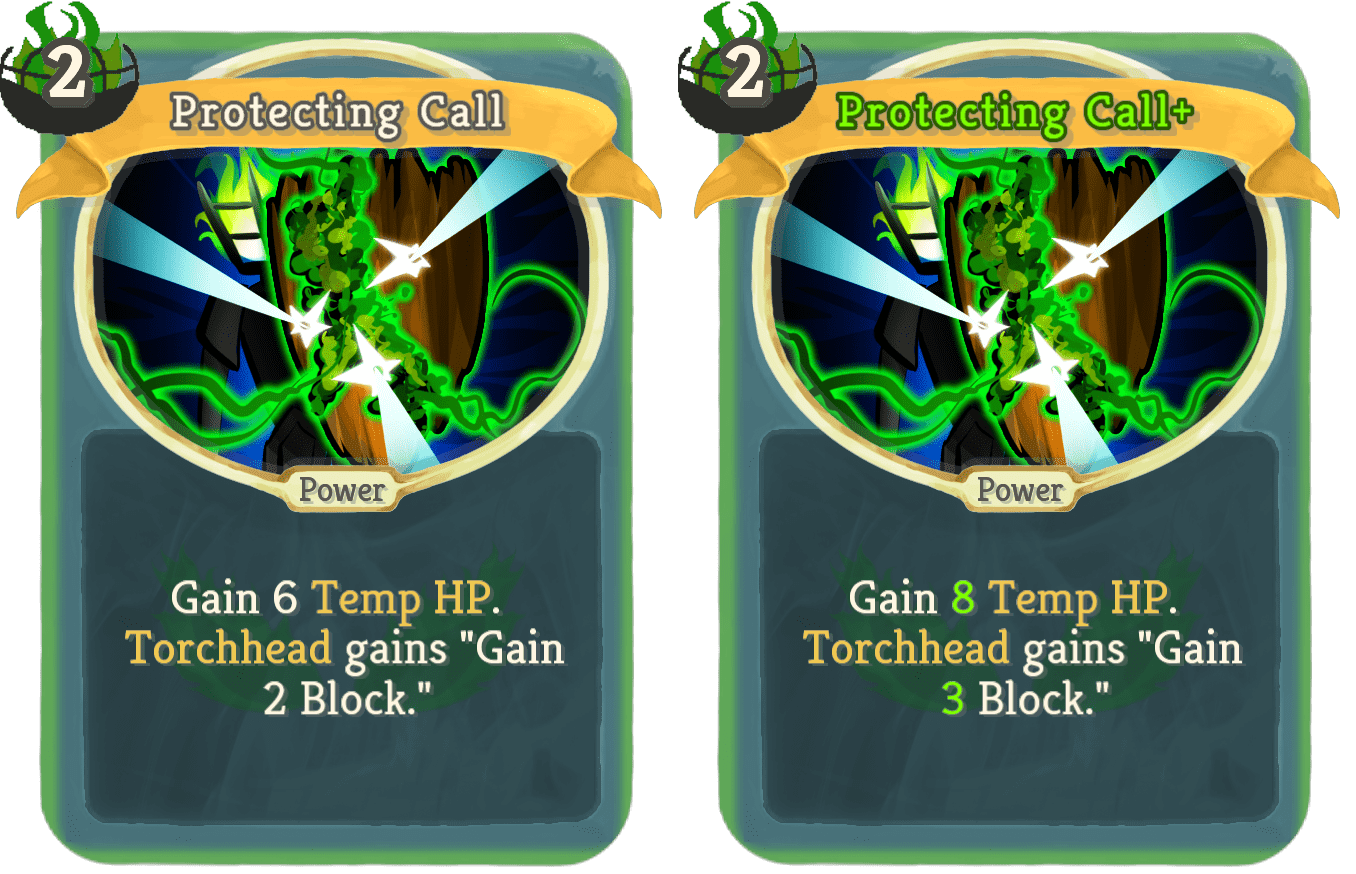 2
Protecting Call
Power
Gain 6 Temp HP.
Torchhead gains "Gain
2 Block."
2
Protecting Call+
Power
Gain 8 Temp HP.
Torchhead gains "Gain
3 Block."